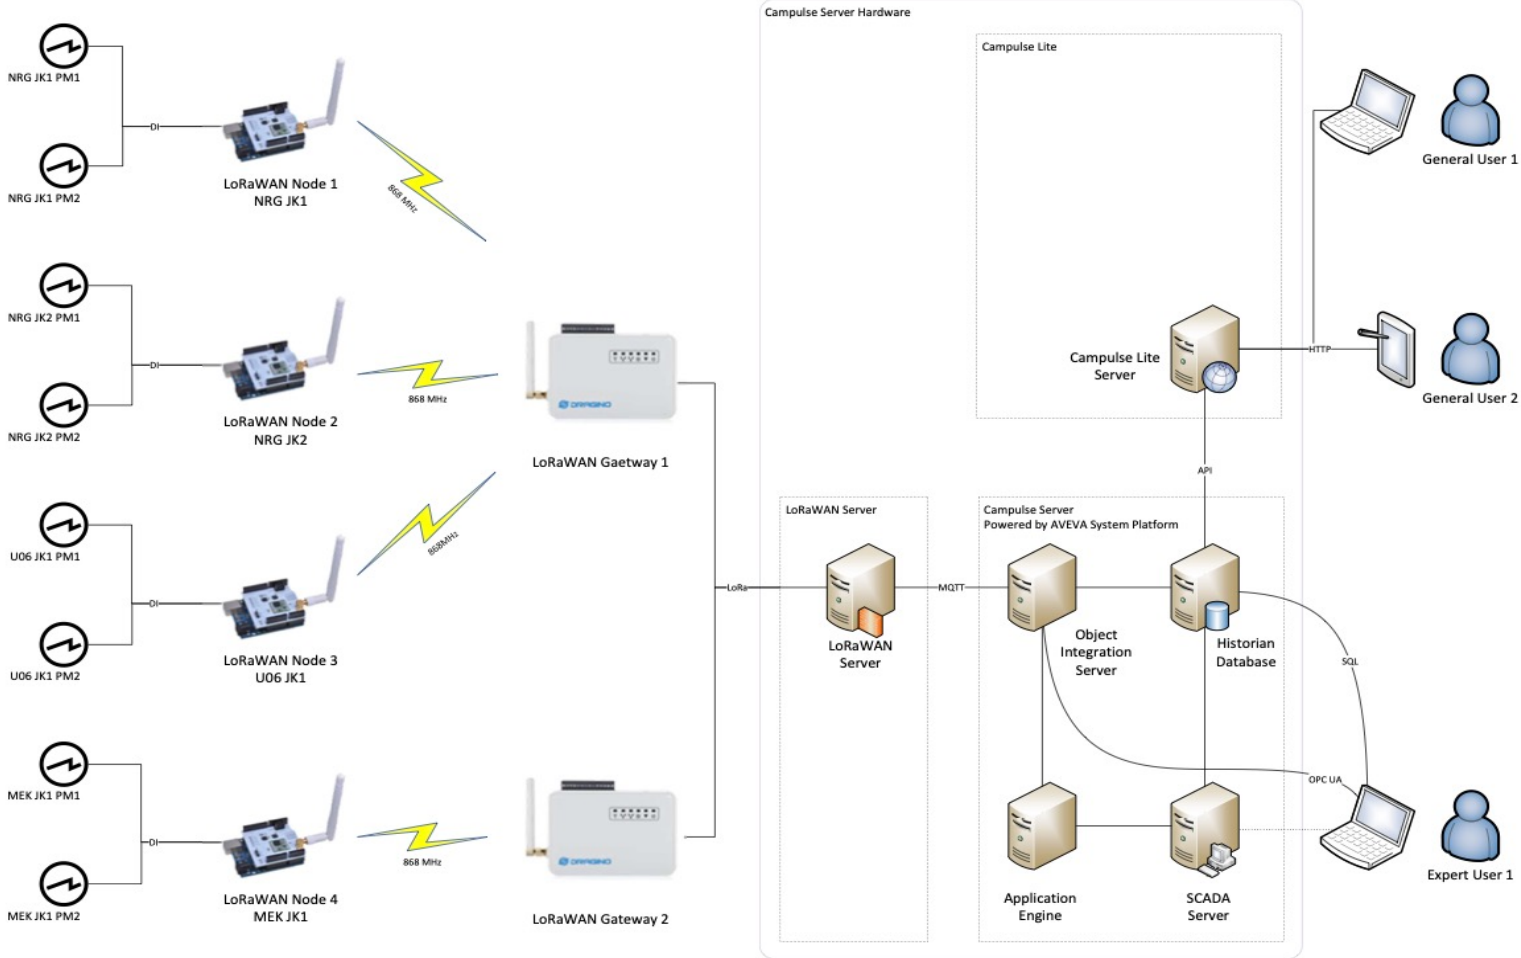 Campulse Server Hardware
Campulse Lite
NRG JK1 PM1
DI
NRG JK1 PM2
LoRaWAN Node 1
NRG JK1
868 MHz
General User 1
NRG JK2 PM1
DI
NRG JK2 PM2
LoRaWAN Node 2
NRG JK2
868 MHz
DRAGINO
LoRaWAN Gaetway 1
Campulse Lite
Server
HTTP
General User 2
API
U06 JK1 PM1
DI
U06 JK1 PM2
LoRaWAN Node 3
U06 JK1
868MHz
LoRa
LoRaWAN Server
LoRaWAN
Server
MQTT
Campulse Server
Powered by AVEVA System Platform
Object
Integration
Server
Historian
Database
SQL
OPC UA
MEK JK1 PM1
DI
MEK JK1 PM2
LoRaWAN Node 4
MEK JK1
868 MHz
DRAGINO
LoRaWAN Gateway 2
Application
Engine
SCADA
Server
Expert User 1